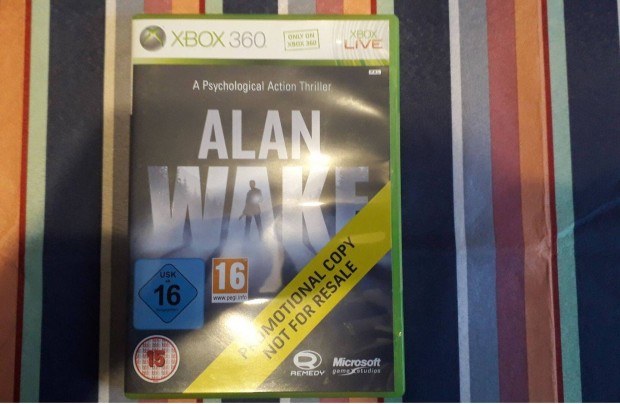 XBOX 360
ONLY ON
XBOX 360
XBOX
LIVE
PAL
A Psychological Action Thriller
ALAN
WAKE
USK
16
16
www.pegi.info
PROMOTIONAL COPY
NOT FOR RESALE
15
REMEDY
Microsoft
game studios